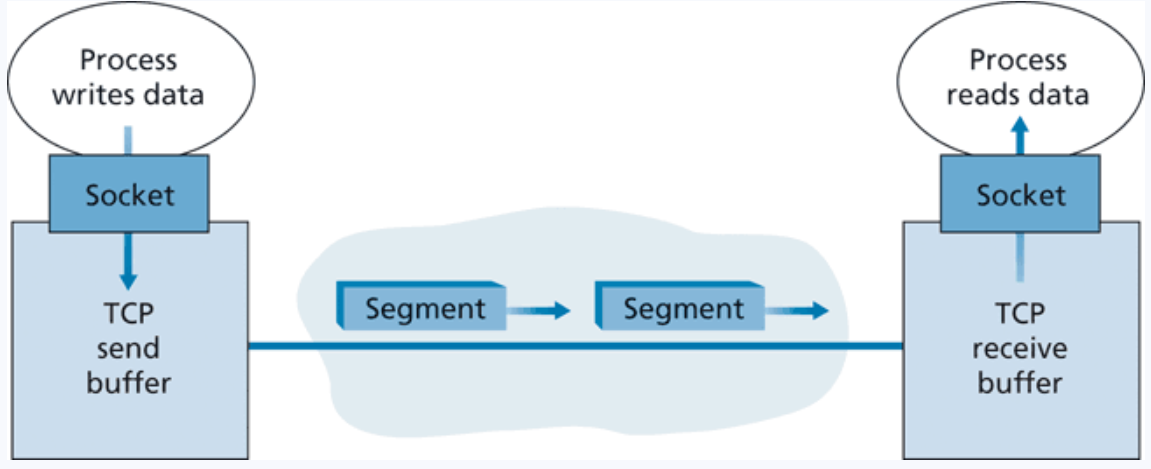 Process
writes data
Process
reads data
Socket
Socket
Segment
Segment
TCP
send
buffer
TCP
receive
buffer